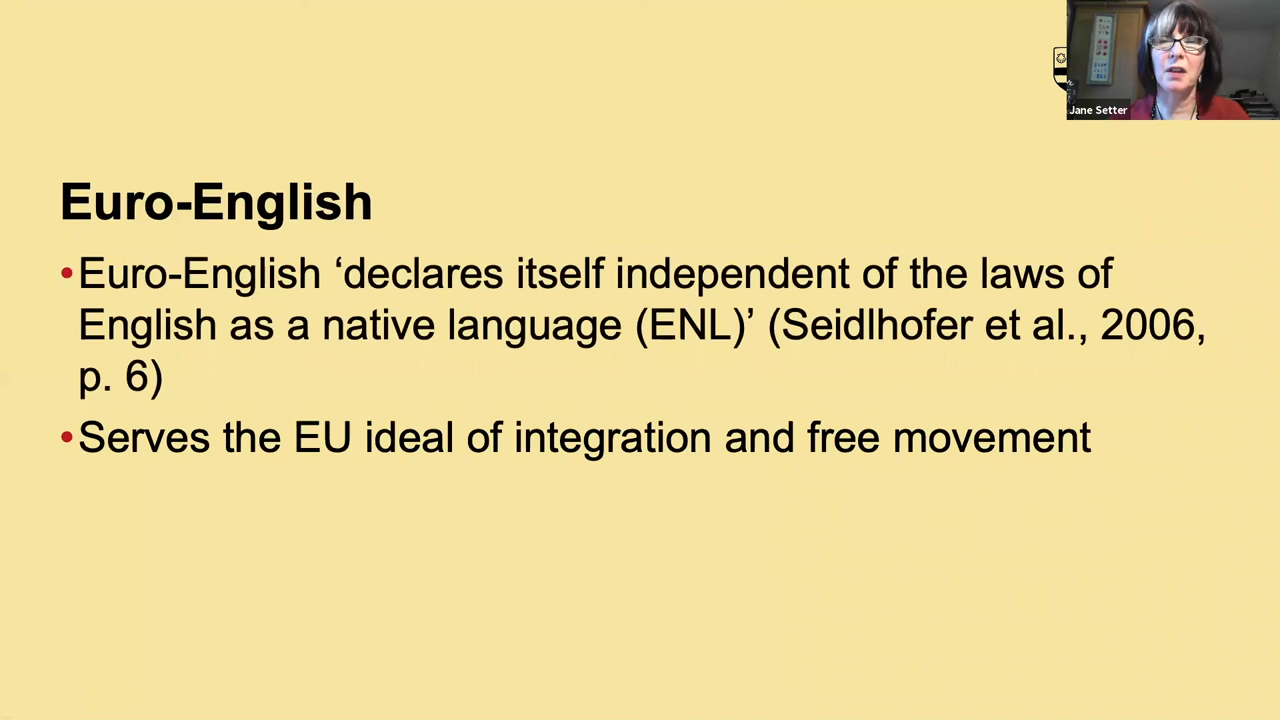 Jane Setter
Euro-English
•Euro-English ‘declares itself independent of the laws of
English as a native language (ENL)’ (Seidlhofer et al., 2006,
p. 6)
•Serves the EU ideal of integration and free movement